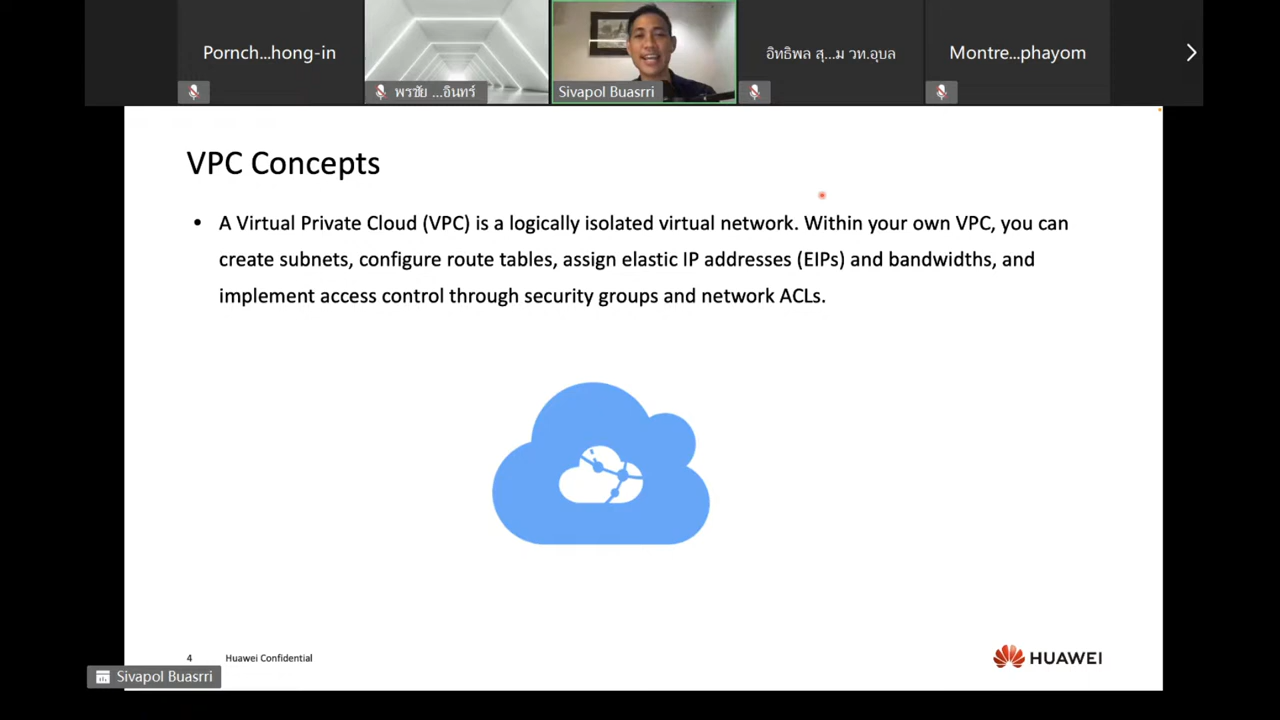 Pornch...hong-in
พรชัย ...อินทร์
Sivapol Buasrri
อิทธิพล สุ...ม วท.อุบล
Montre...phayom
VPC Concepts
• A Virtual Private Cloud (VPC) is a logically isolated virtual network. Within your own VPC, you can
create subnets, configure route tables, assign elastic IP addresses (EIPs) and bandwidths, and
implement access control through security groups and network ACLs.
4 Huawei Confidential
HUAWEI
Sivapol Buasrri